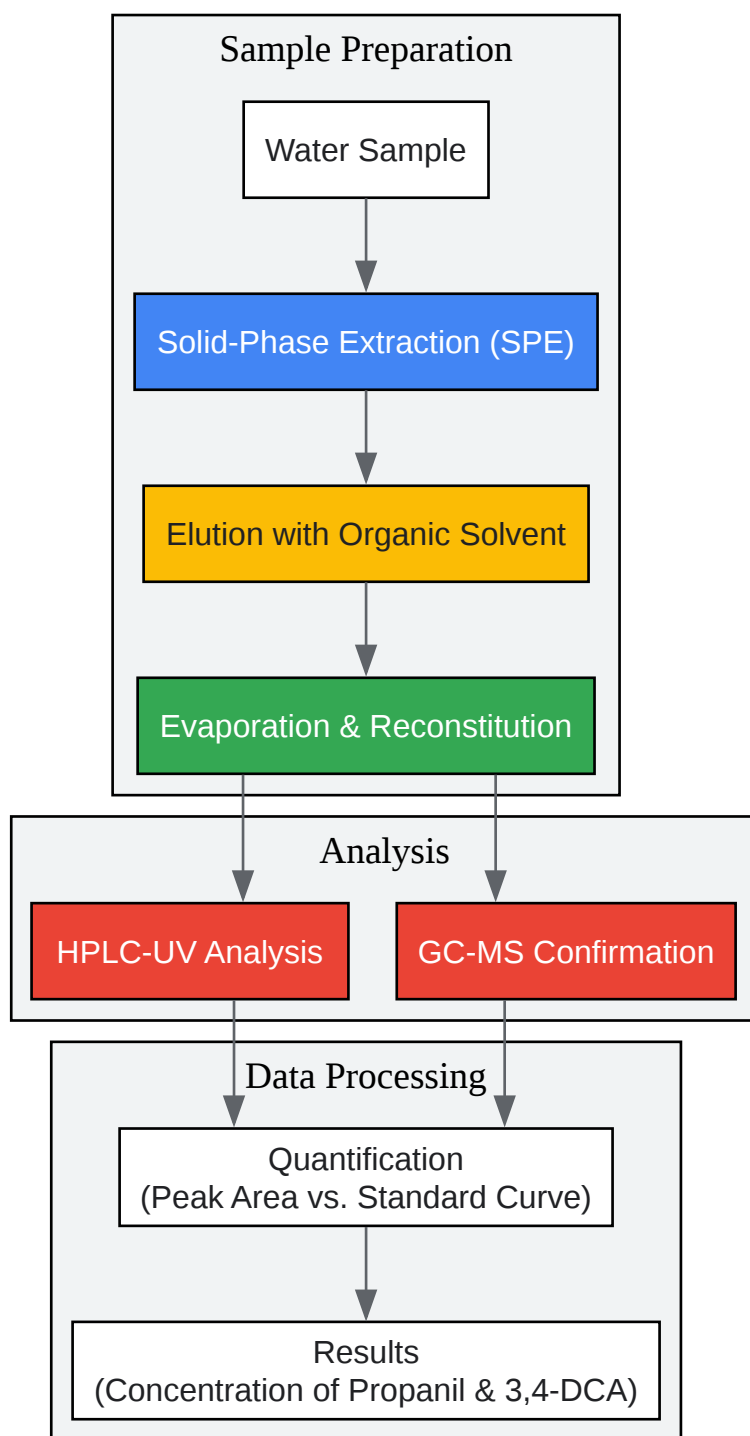 Sample Preparation
Water Sample
Solid-Phase Extraction (SPE)
Elution with Organic Solvent
Evaporation & Reconstitution
Analysis
HPLC-UV Analysis
GC-MS Confirmation
Data Processing
Quantification
(Peak Area vs. Standard Curve)
Results
(Concentration of Propanil & 3,4-DCA)